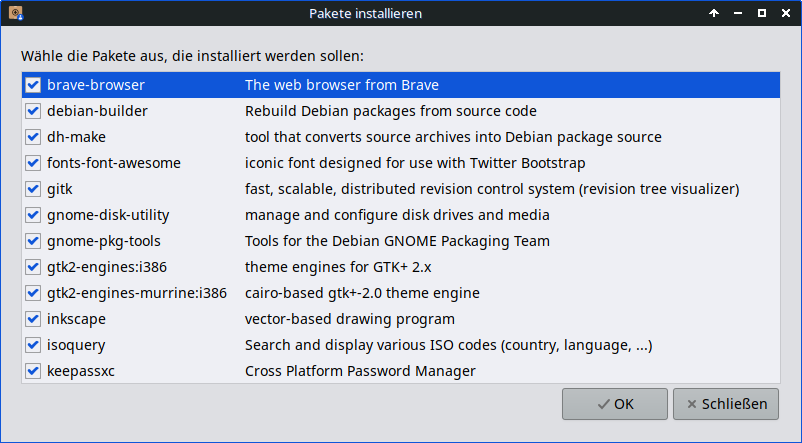 Pakete installieren
Wähle die Pakete aus, die installiert werden sollen:
brave-browser The web browser from Brave
debian-builder Rebuild Debian packages from source code
dh-make tool that converts source archives into Debian package source
fonts-font-awesome iconic font designed for use with Twitter Bootstrap
gitk fast, scalable, distributed revision control system (revision tree visualizer)
gnome-disk-utility manage and configure disk drives and media
gnome-pkg-tools Tools for the Debian GNOME Packaging Team
gtk2-engines:i386 theme engines for GTK+ 2.x
gtk2-engines-murrine:i386 cairo-based gtk+-2.0 theme engine
inkscape vector-based drawing program
isoquery Search and display various ISO codes (country, language, ...)
keepassxc Cross Platform Password Manager
OK Schließen